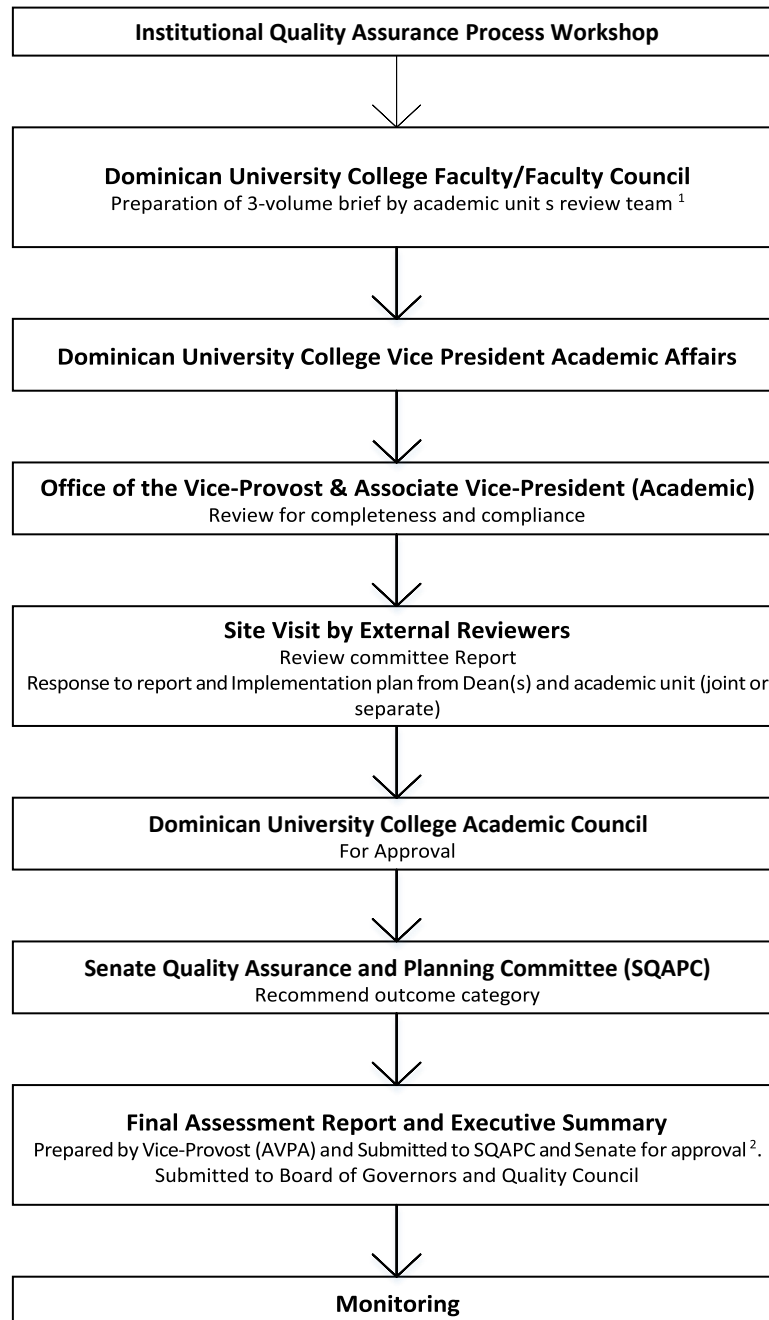 Institutional Quality Assurance Process Workshop
Dominican University College Faculty/Faculty Council
Preparation of 3-volume brief by academic unit s review team 1
Dominican University College Vice President Academic Affairs
Office of the Vice-Provost & Associate Vice-President (Academic)
Review for completeness and compliance
Site Visit by External Reviewers
Review committee Report
Response to report and Implementation plan from Dean(s) and academic unit (joint or
separate)
Dominican University College Academic Council
For Approval
Senate Quality Assurance and Planning Committee (SQAPC)
Recommend outcome category
Final Assessment Report and Executive Summary
Prepared by Vice-Provost (AVPA) and Submitted to SQAPC and Senate for approval 2.
Submitted to Board of Governors and Quality Council
Monitoring